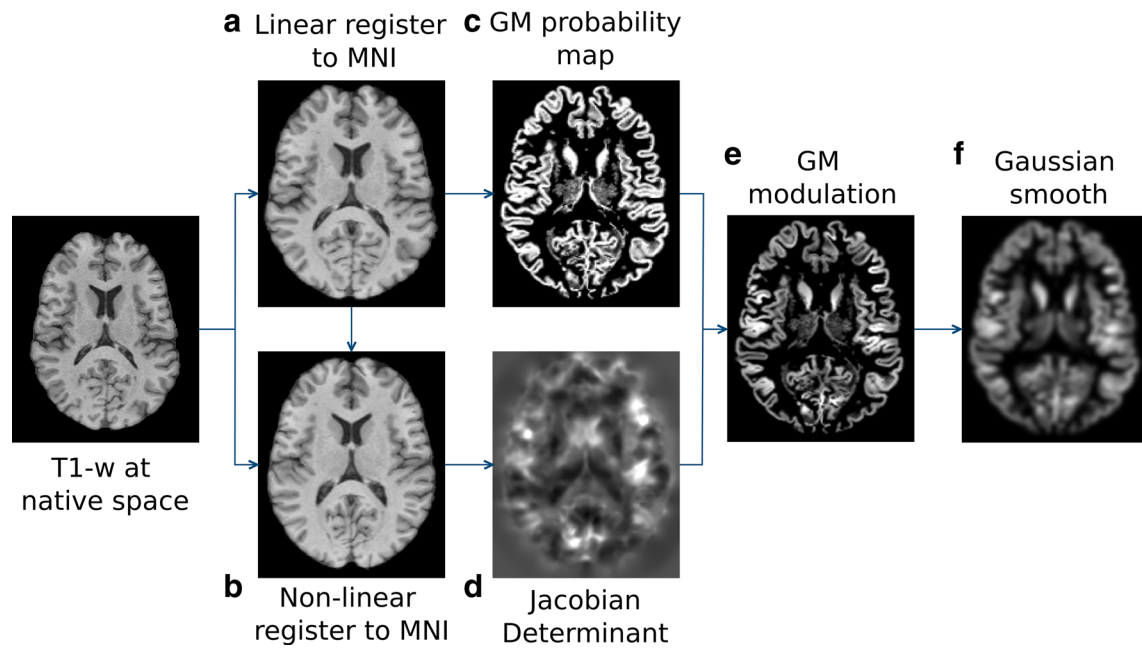 a Linear register
to MNI
c GM probability
map
T1-w at
native space
b Non-linear
register to MNI
d Jacobian
Determinant
e GM
modulation
f Gaussian
smooth